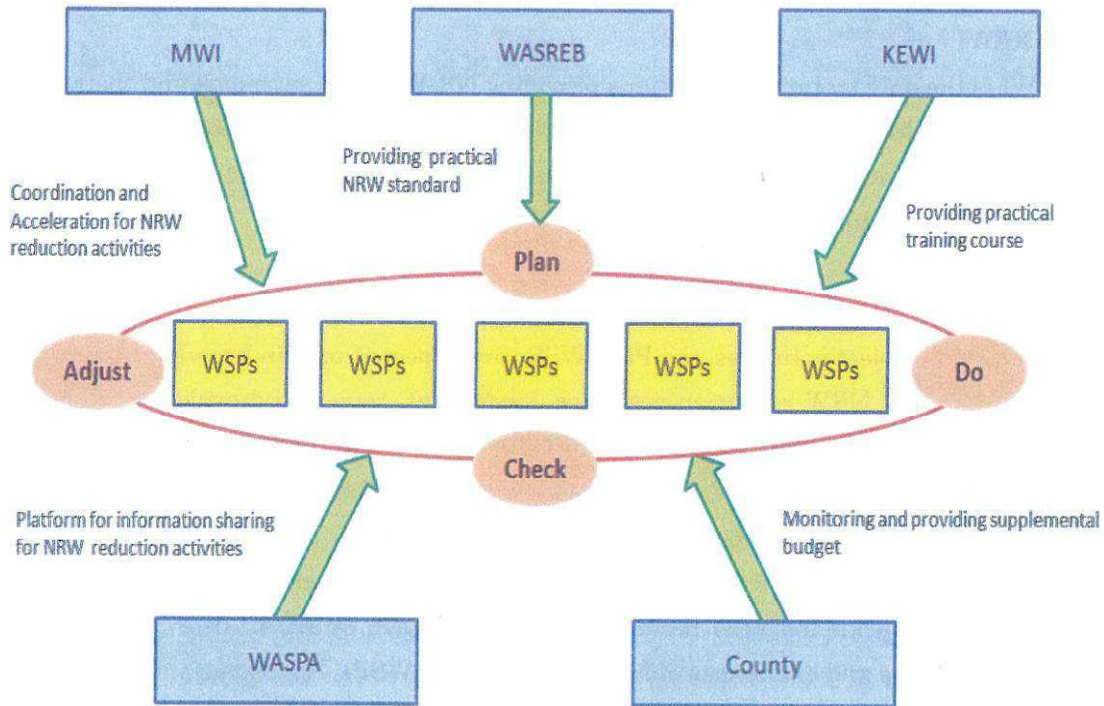 MWI
WASREB
KEWI
Providing practical
NRW standard
Coordination and
Acceleration for NRW
reduction activities
Providing practical
training course
Plan
Adjust
WSPs
WSPs
WSPs
WSPs
WSPs
Do
Check
Platform for information sharing
for NRW reduction activities
Monitoring and providing supplemental
budget
WASPA
County